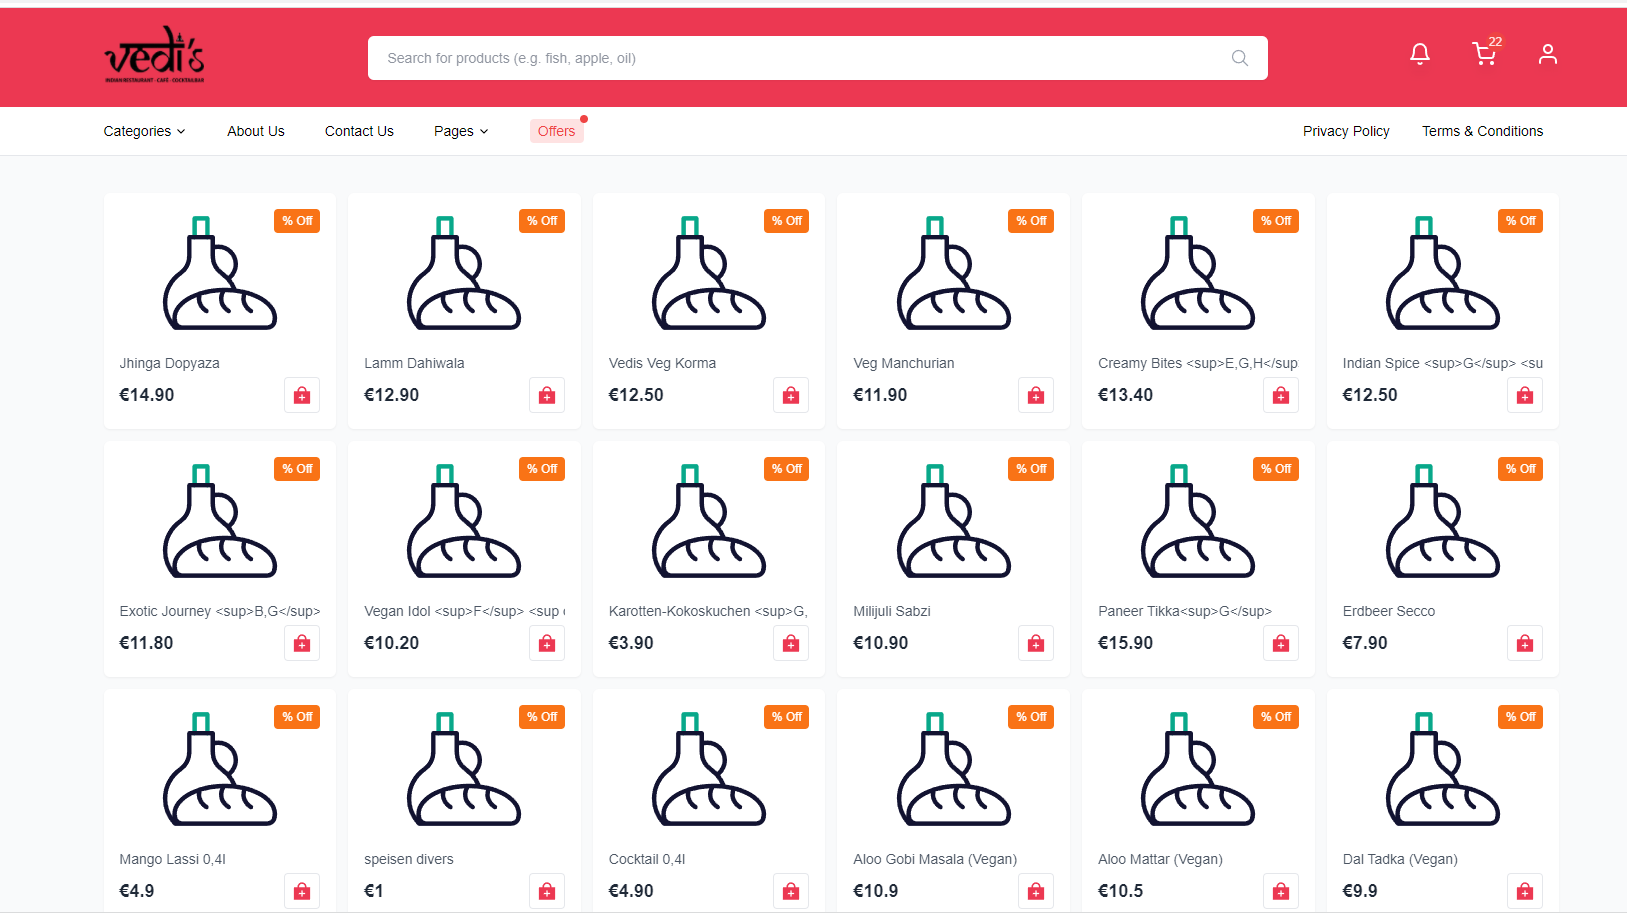 vedi's
INDIAN RESTAURANT - CAFÉ - COCKTAILBAR
Search for products (e.g. fish, apple, oil)
22
Categories About Us Contact Us Pages Offers Privacy Policy Terms & Conditions
% Off % Off % Off % Off % Off % Off
Jhinga Dopyaza Lamm Dahiwala Vedis Veg Korma Veg Manchurian Creamy Bites <sup>E,G,H</sup Indian Spice <sup>G</sup> <su
€14.90 €12.90 €12.50 €11.90 €13.40 €12.50
% Off % Off % Off % Off % Off % Off
Exotic Journey <sup>B,G</sup> Vegan Idol <sup>F</sup> <sup Karotten-Kokoskuchen <sup>G, Milijuli Sabzi Paneer Tikka<sup>G</sup> Erdbeer Secco
€11.80 €10.20 €3.90 €10.90 €15.90 €7.90
% Off % Off % Off % Off % Off % Off
Mango Lassi 0,4l speisen divers Cocktail 0,4l Aloo Gobi Masala (Vegan) Aloo Mattar (Vegan) Dal Tadka (Vegan)
€4.9 €1 €4.90 €10.9 €10.5 €9.9